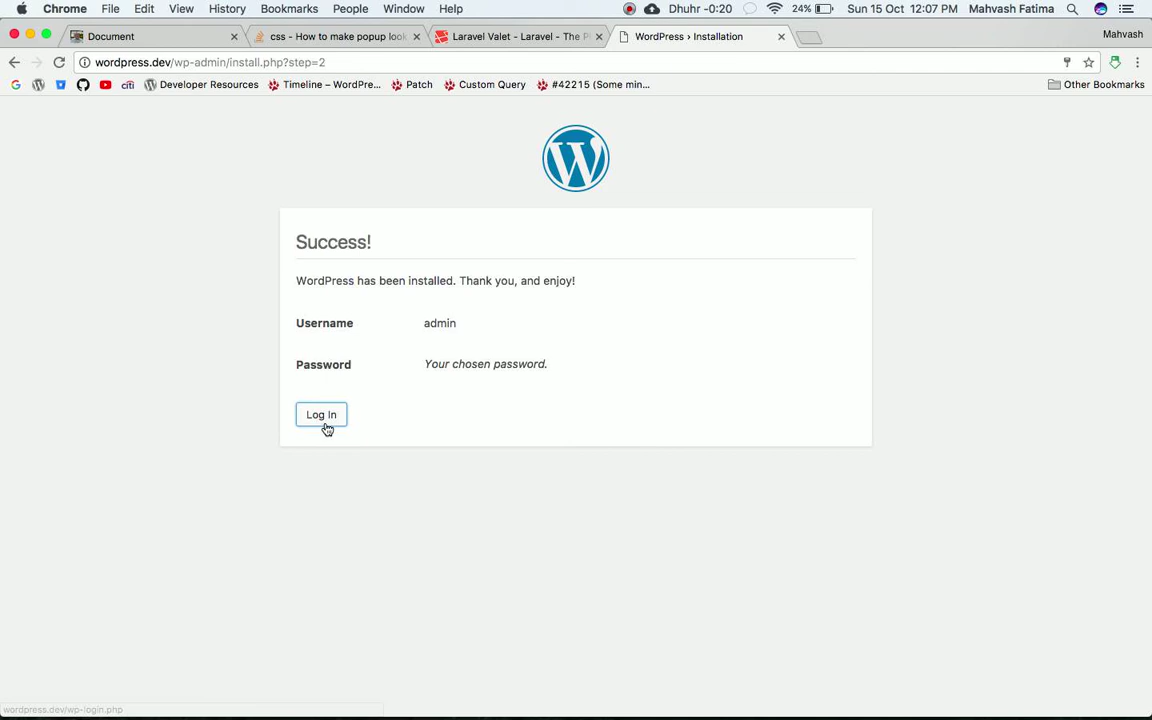 Chrome File Edit View History Bookmarks People Window Help Dhuhr -0:20 24% Sun 15 Oct 12:07 PM Mahvash Fatima
Document css - How to make popup look Laravel Valet - Laravel - The P WordPress › Installation Mahvash
wordpress.dev/wp-admin/install.php?step=2
G citi Developer Resources Timeline – WordPre... Patch Custom Query #42215 (Some min... Other Bookmarks
W
Success!
WordPress has been installed. Thank you, and enjoy!
Username admin
Password Your chosen password.
Log In
wordpress.dev/wp-login.php